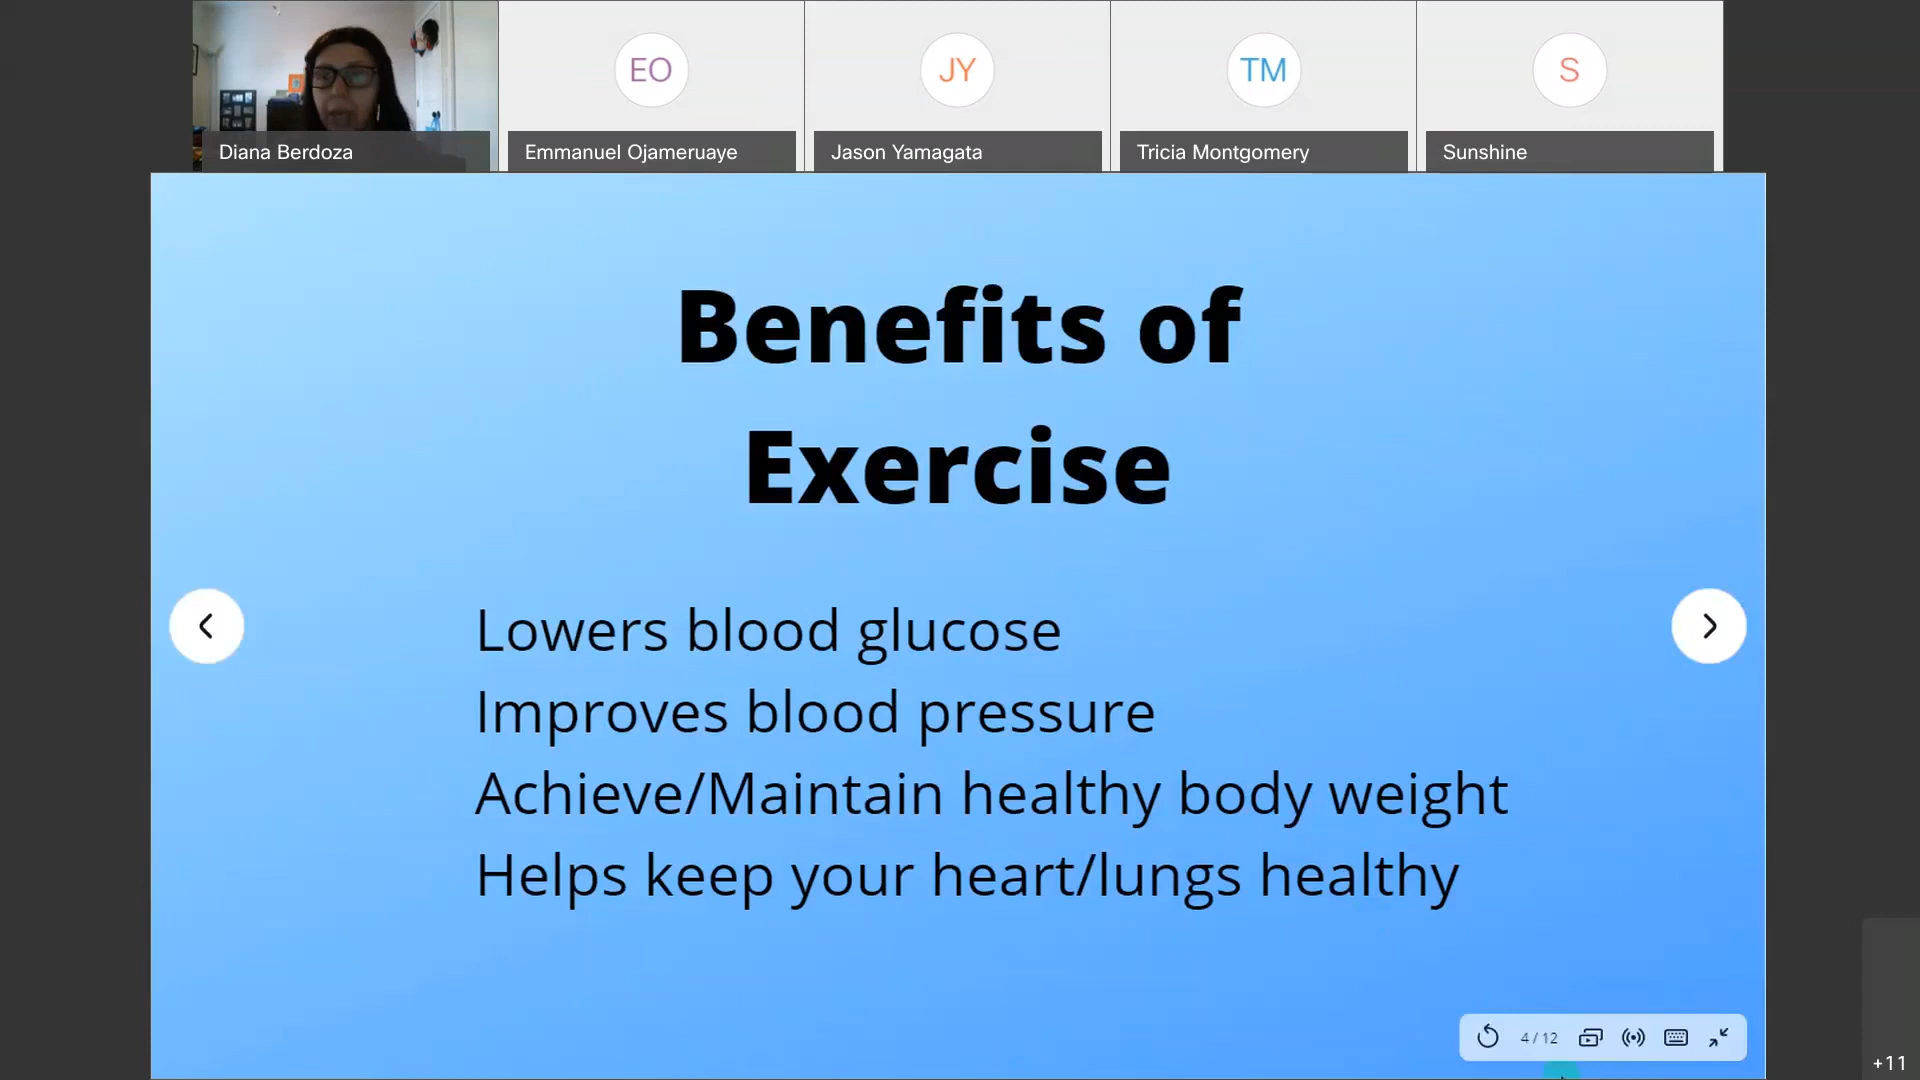 EO
JY
TM
S
Diana Berdoza
Emmanuel Ojameruaye
Jason Yamagata
Tricia Montgomery
Sunshine
Benefits of
Exercise
Lowers blood glucose
Improves blood pressure
Achieve/Maintain healthy body weight
Helps keep your heart/lungs healthy
4 / 12
+11